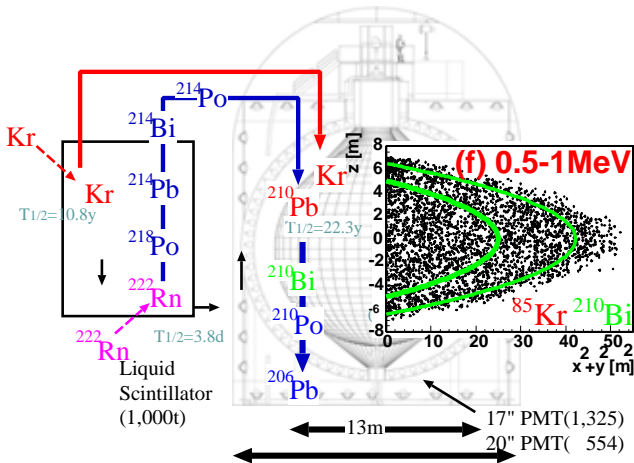 214Po
214Bi
Kr
Kr
T1/2=10.8y
214Pb
218Po
222Rn
222Rn
T1/2=3.8d
Liquid
Scintillator
(1,000t)
Kr
210Pb
T1/2=22.3y
210Bi
210Po
206Pb
13m
17" PMT(1,325)
20" PMT( 554)
(f) 0.5-1MeV
z [m]
8
6
4
2
0
-2
-4
-6
-8
85Kr 210Bi
0 10 20 30 40 50
x2+y2 [m2]